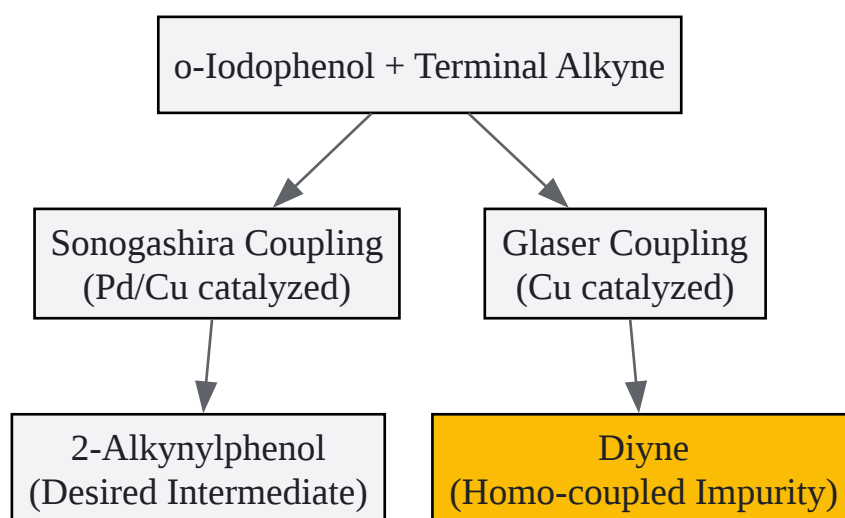 o-Iodophenol + Terminal Alkyne
Sonogashira Coupling
(Pd/Cu catalyzed)
Glaser Coupling
(Cu catalyzed)
2-Alkynylphenol
(Desired Intermediate)
Diyne
(Homo-coupled Impurity)